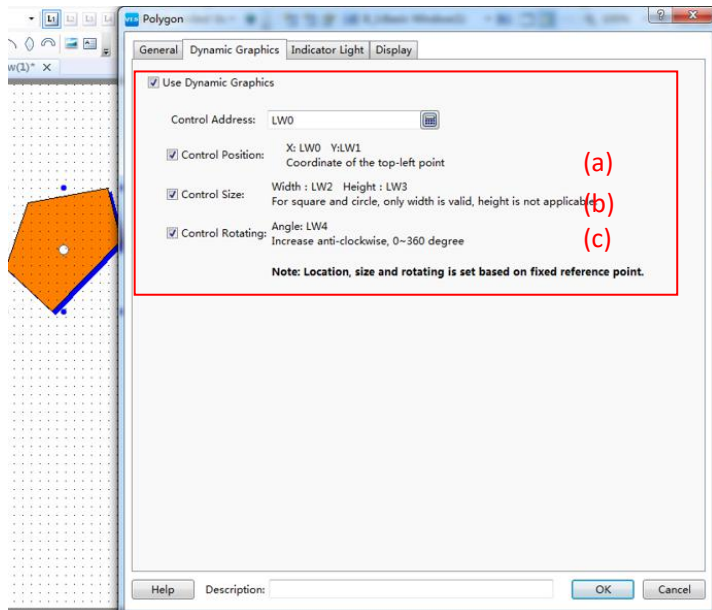 L1
VEN Polygon
w(1)* X
General Dynamic Graphics Indicator Light Display
Use Dynamic Graphics
Control Address: LW0
Control Position: X: LW0 Y:LW1
Coordinate of the top-left point
(a)
Control Size: Width : LW2 Height : LW3
For square and circle, only width is valid, height is not applicable
(b)
Control Rotating: Angle: LW4
Increase anti-clockwise, 0~360 degree
(c)
Note: Location, size and rotating is set based on fixed reference point.
Help Description: OK Cancel